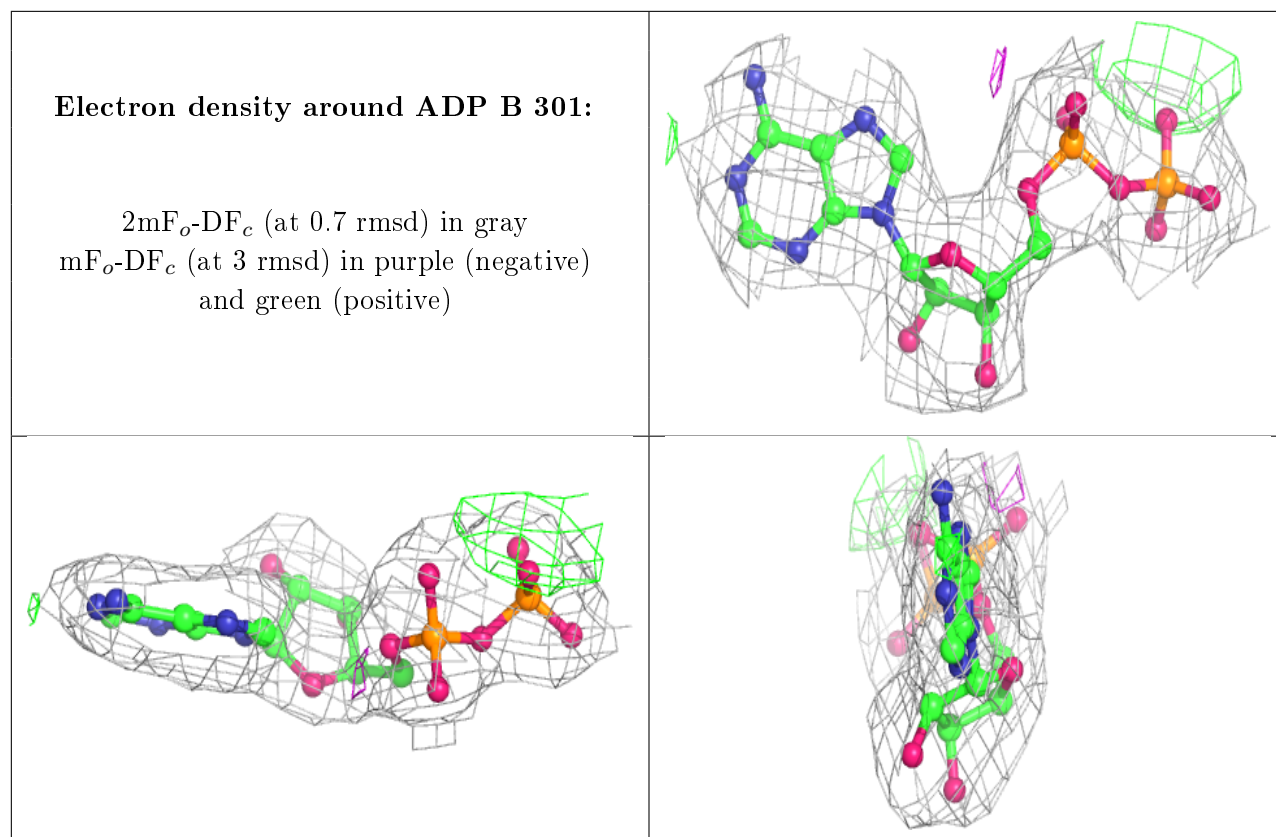 Electron density around ADP B 301:
2mFo-DFc (at 0.7 rmsd) in gray
mFo-DFc (at 3 rmsd) in purple (negative)
and green (positive)